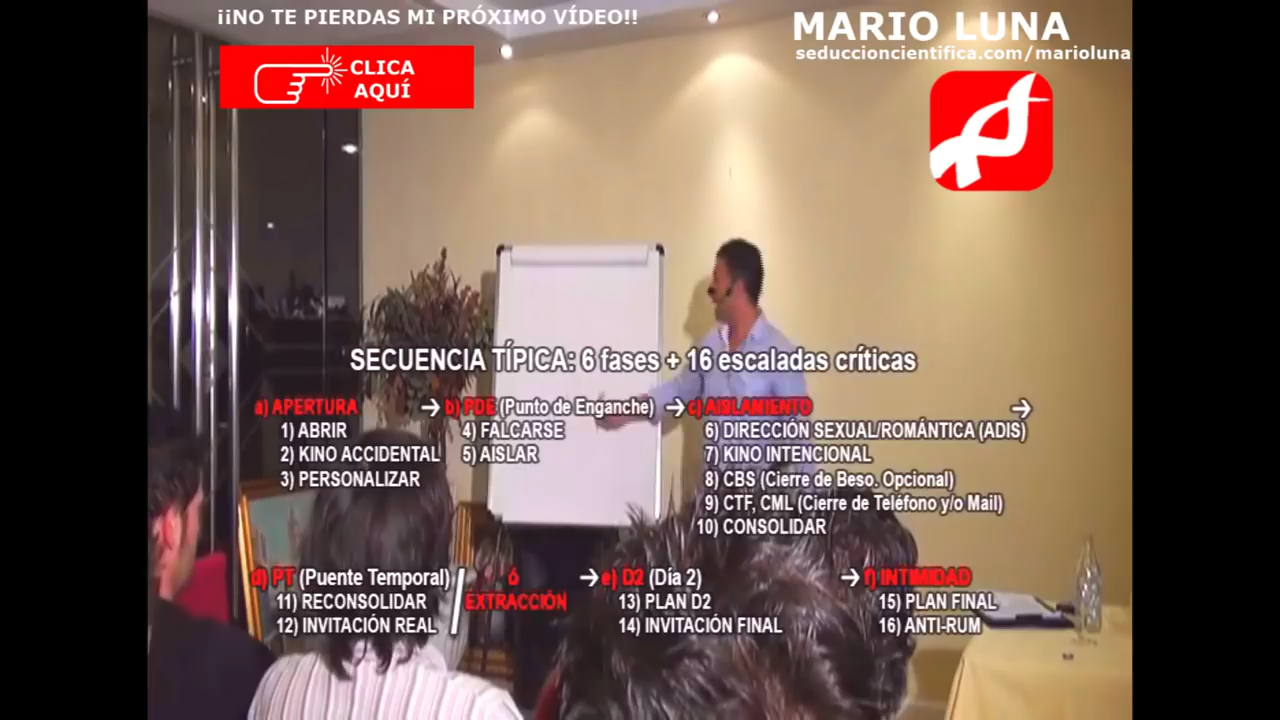 ¡¡NO TE PIERDAS MI PRÓXIMO VÍDEO!!
CLICA
AQUÍ
MARIO LUNA
seduccioncientifica.com/marioluna
SECUENCIA TÍPICA: 6 fases + 16 escaladas críticas
a) APERTURA
1) ABRIR
2) KINO ACCIDENTAL
3) PERSONALIZAR
→ b) PDE (Punto de Enganche)
4) FALCARSE
5) AISLAR
→ c) AISLAMIENTO →
6) DIRECCIÓN SEXUAL/ROMÁNTICA (ADIS)
7) KINO INTENCIONAL
8) CBS (Cierre de Beso. Opcional)
9) CTF, CML (Cierre de Teléfono y/o Mail)
10) CONSOLIDAR
d) PT (Puente Temporal)
11) RECONSOLIDAR
12) INVITACIÓN REAL
/ ó
EXTRACCIÓN
→ e) D2 (Día 2)
13) PLAN D2
14) INVITACIÓN FINAL
→ f) INTIMIDAD
15) PLAN FINAL
16) ANTI-RUM